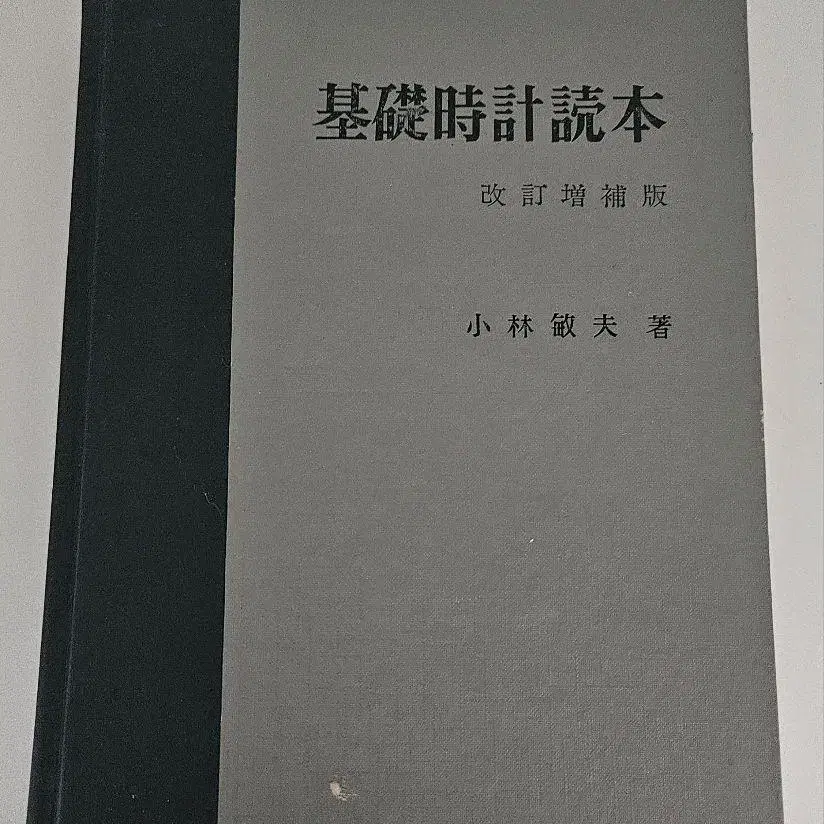 基礎時計読本
改訂増補版
小林敏夫 著